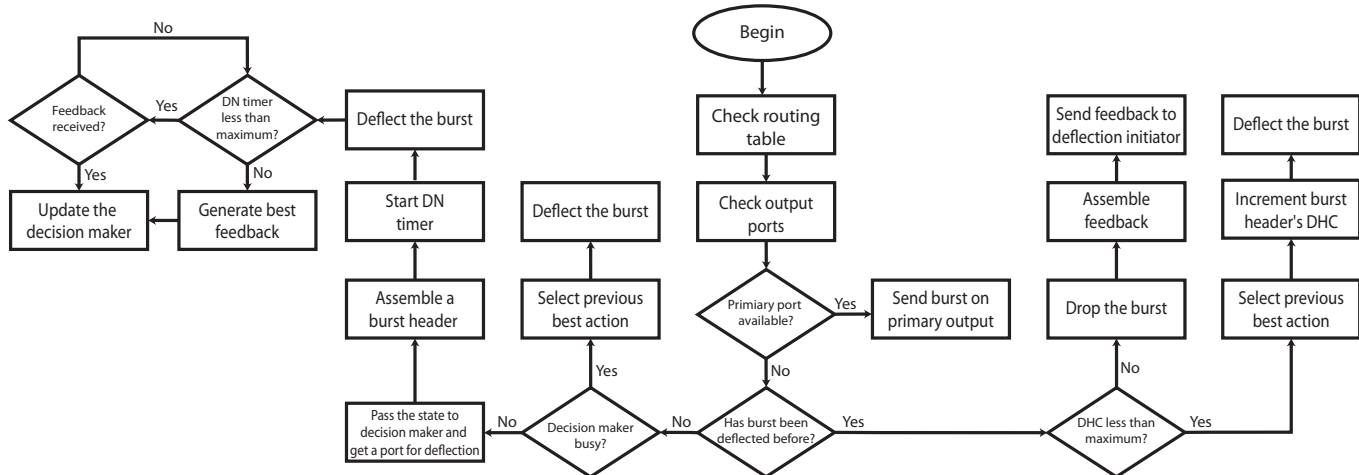 Begin
Check routing
table
Check output
ports
Primiary port
available?
Yes
Send burst on
primary output
No
Has burst been
deflected before?
Yes
DHC less than
maximum?
No
Drop the burst
Assemble
feedback
Send feedback to
deflection initiator
Yes
Select previous
best action
Increment burst
header's DHC
Deflect the burst
No
Decision maker
busy?
Yes
Select previous
best action
Deflect the burst
No
Pass the state to
decision maker and
get a port for deflection
Assemble a
burst header
Start DN
timer
Deflect the burst
DN timer
less than
maximum?
Yes
Feedback
received?
No
Yes
Update the
decision maker
No
Generate best
feedback